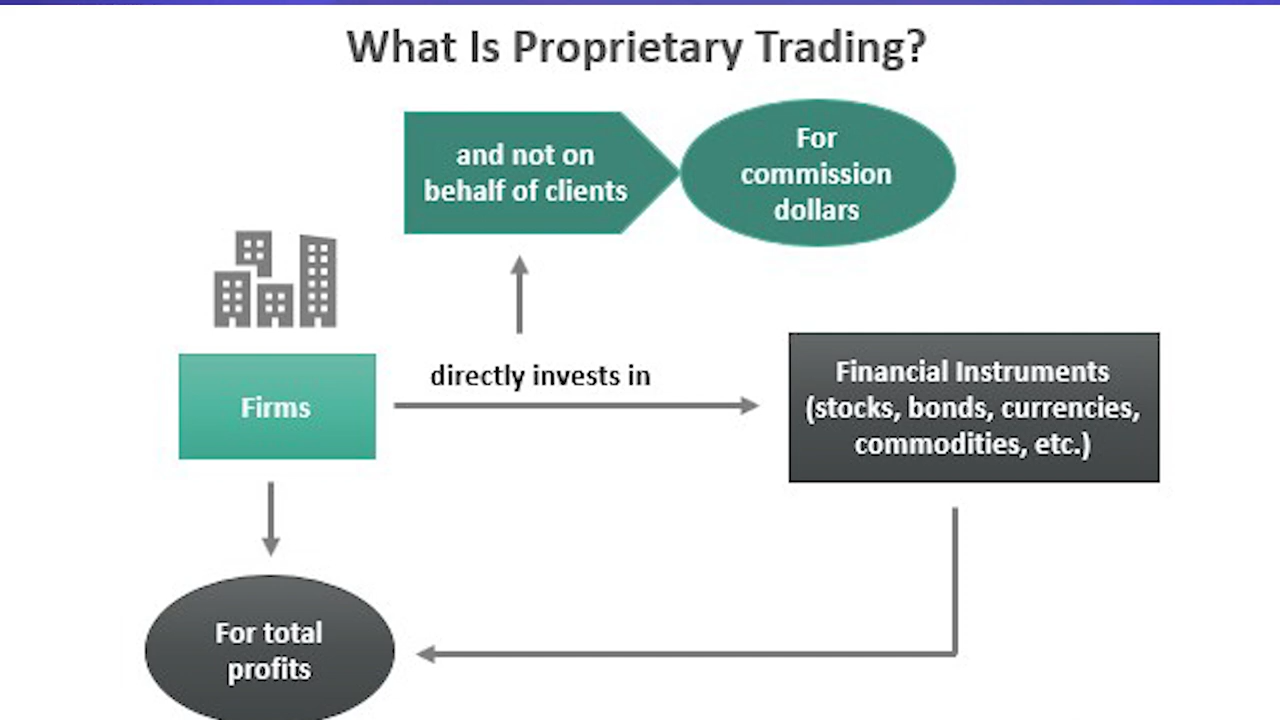 What Is Proprietary Trading?
and not on
behalf of clients
For
commission
dollars
Firms
directly invests in
Financial Instruments
(stocks, bonds, currencies,
commodities, etc.)
For total
profits